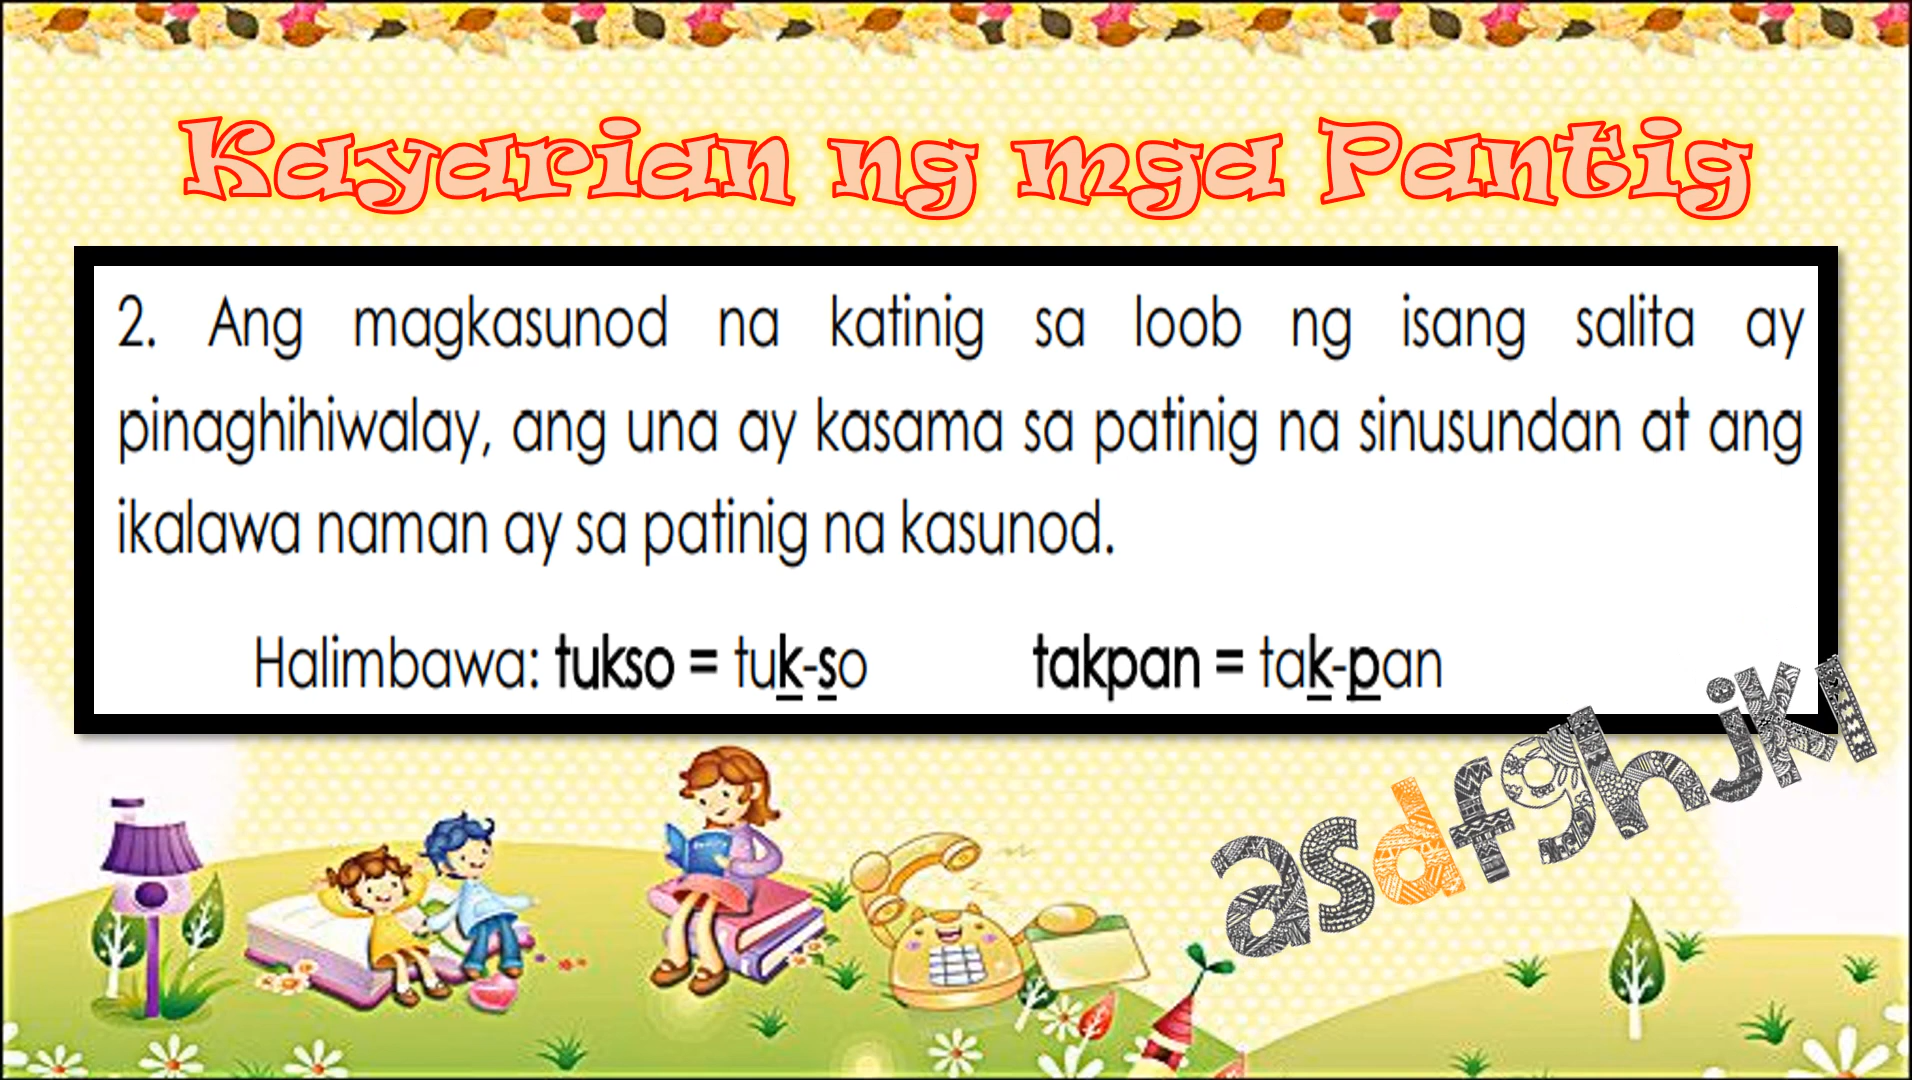 Kayarian ng mga Pantig
2. Ang magkasunod na katinig sa loob ng isang salita ay
pinaghihiwalay, ang una ay kasama sa patinig na sinusundan at ang
ikalawa naman ay sa patinig na kasunod.
Halimbawa: tukso = tuk-so takpan = tak-pan
asdfghjkl